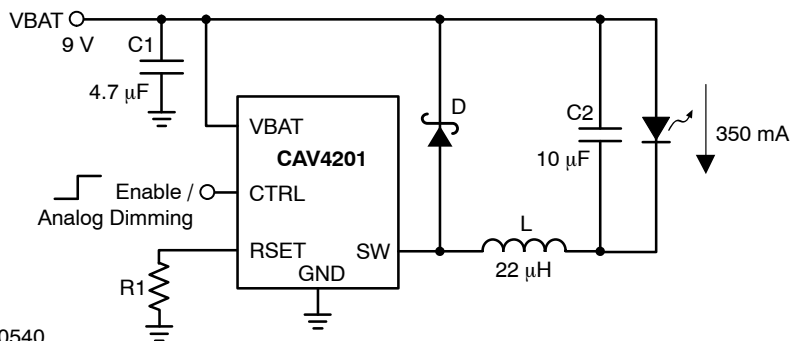 VBAT
9 V
C1
4.7 μF
VBAT
CAV4201
CTRL
RSET
SW
GND
Enable /
Analog Dimming
R1
D
L
22 μH
C2
10 μF
350 mA
0540